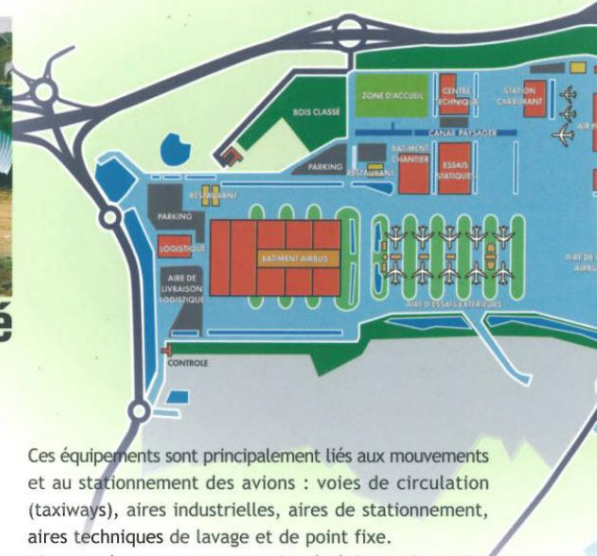 BOIS CLASSÉ
ZONE D'ACCUEIL
CENTRE
TECHNIQUE
STATION
CARBURANT
CANAL PAYSAGER
PARKING
RESTAURANT
BATIMENT
CHANTIER
ESSAIS
STATIQUES
RESTAURANT
PARKING
LOGISTIQUE
BATIMENT AIRBUS
AIRE DE
LIVRAISON
LOGISTIQUE
AIRE D'ESSAIS EXTERIEURS
AIRE DE
CONTROLE
é
Ces équipements sont principalement liés aux mouvements
et au stationnement des avions : voies de circulation
(taxiways), aires industrielles, aires de stationnement,
aires techniques de lavage et de point fixe.